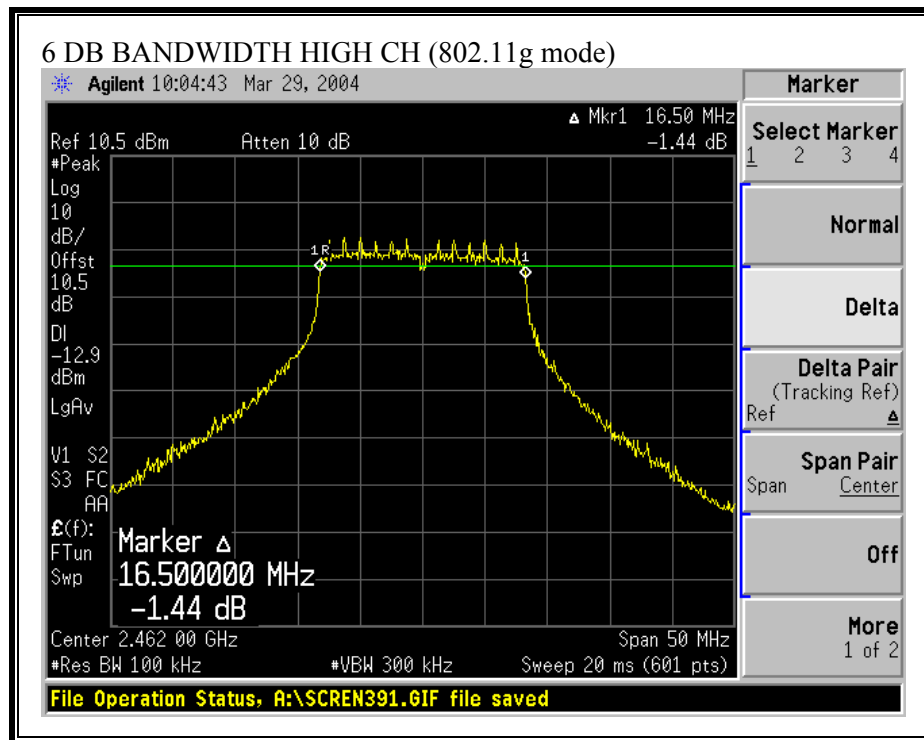 6 DB BANDWIDTH HIGH CH (802.11g mode)
Agilent 10:04:43 Mar 29, 2004
Marker
Δ Mkr1 16.50 MHz
Ref 10.5 dBm Atten 10 dB -1.44 dB
Select Marker
1 2 3 4
#Peak
Log
10
dB/
Offst
10.5
dB
DI
-12.9
dBm
LgAv
V1 S2
S3 FC
AA
£(f):
FTun
Swp
1R
1
Normal
Delta
Delta Pair
(Tracking Ref)
Ref Δ
Span Pair
Span Center
Off
More
1 of 2
Marker Δ
16.500000 MHz
-1.44 dB
Center 2.462 00 GHz Span 50 MHz
#Res BW 100 kHz #VBW 300 kHz Sweep 20 ms (601 pts)
File Operation Status, A:\SCREN391.GIF file saved